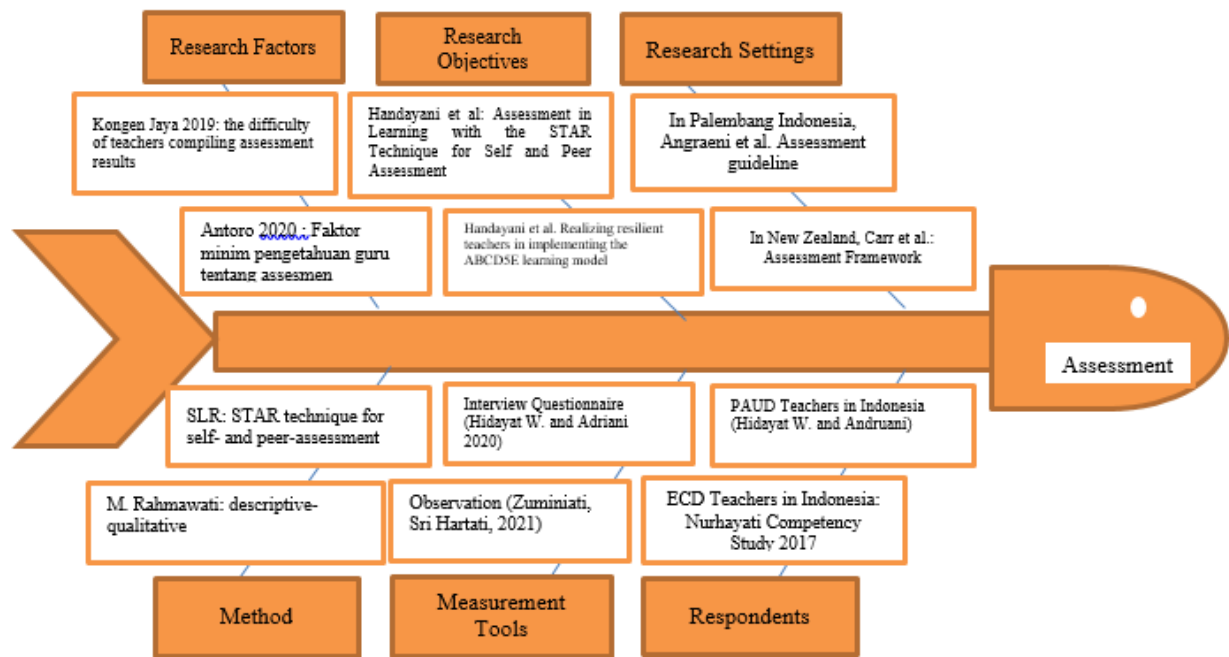 Research Factors
Research
Objectives
Research Settings
Kongen Jaya 2019: the difficulty
of teachers compiling assessment
results
Handayani et al: Assessment in
Learning with the STAR
Technique for Self and Peer
Assessment
In Palembang Indonesia,
Angraeni et al. Assessment
guideline
Antoro 2020 : Faktor
minim pengetahuan guru
tentang assesmen
Handayani et al. Realizing resilient
teachers in implementing the
ABCD5E learning model
In New Zealand, Carr et al.:
Assessment Framework
Assessment
SLR: STAR technique for
self- and peer-assessment
Interview Questionnaire
(Hidayat W. and Adriani
2020)
PAUD Teachers in Indonesia
(Hidayat W. and Andruani)
M. Rahmawati: descriptive-
qualitative
Observation (Zuminiati,
Sri Hartati, 2021)
ECD Teachers in Indonesia:
Nurhayati Competency
Study 2017
Method
Measurement
Tools
Respondents